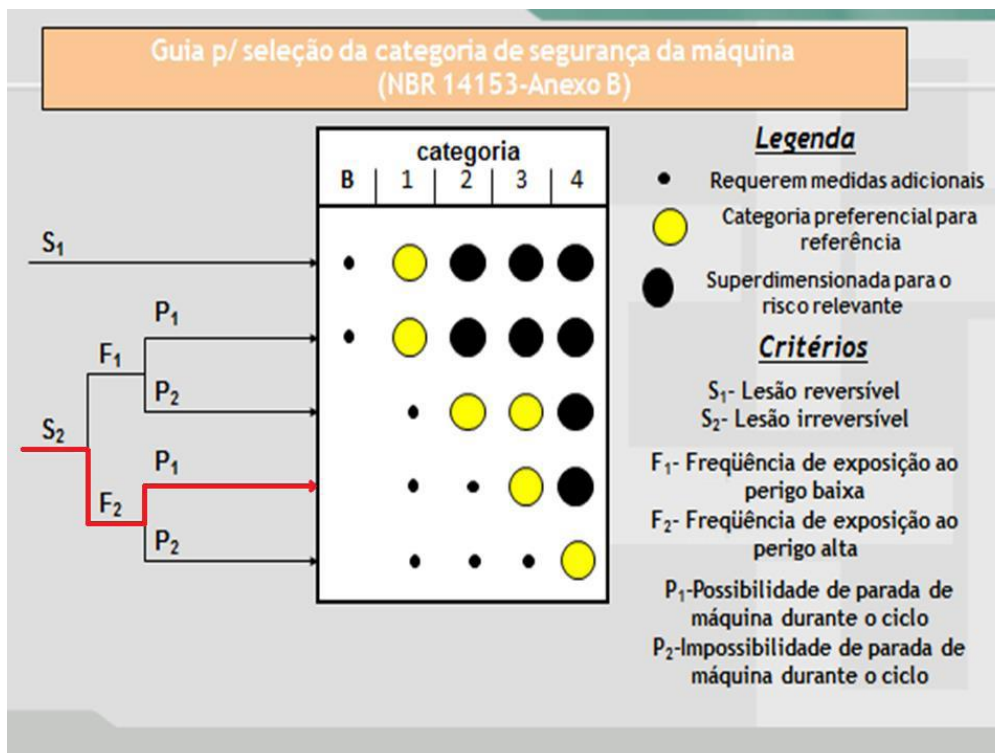 Guia p/ seleção da categoria de segurança da máquina
(NBR 14153-Anexo B)
categoria
B | 1 | 2 | 3 | 4
S1
P1
F1
P2
S2
P1
F2
P2
Legenda
Requerem medidas adicionais
Categoria preferencial para
referência
Superdimensionada para o
risco relevante
Critérios
S1- Lesão reversível
S2- Lesão irreversível
F1- Freqüência de exposição ao
perigo baixa
F2- Freqüência de exposição ao
perigo alta
P1-Possibilidade de parada de
máquina durante o ciclo
P2-Impossibilidade de parada de
máquina durante o ciclo